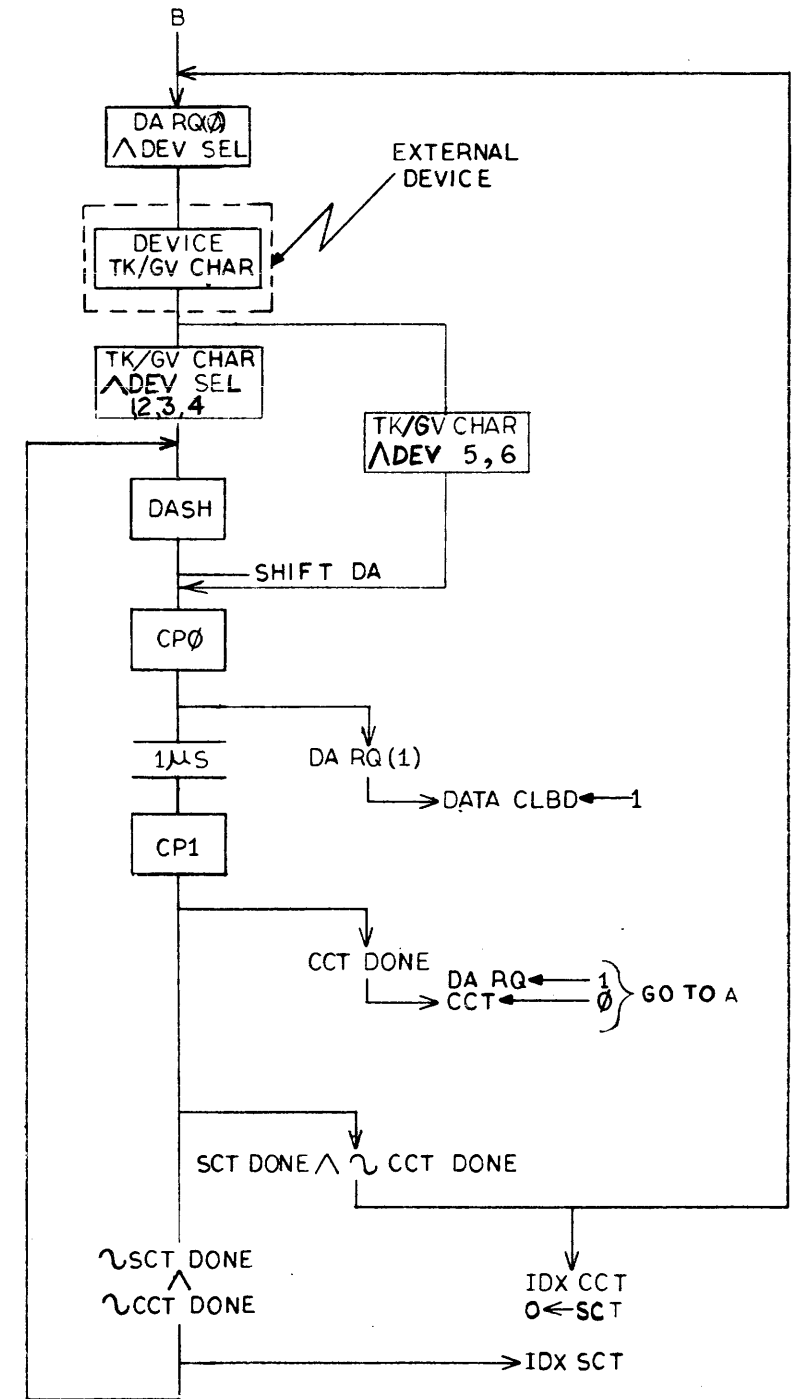 B
DA RQ(Ø)
∧ DEV SEL
EXTERNAL
DEVICE
DEVICE
TK/GV CHAR
TK/GV CHAR
∧DEV SEL
1,2,3,4
TK/GV CHAR
∧DEV 5,6
DASH
SHIFT DA
CPØ
1μS
DA RQ(1)
DATA CLBD←1
CP1
CCT DONE
DA RQ←1
CCT←Ø
GO TO A
SCT DONE ∧ ~ CCT DONE
~SCT DONE
∧
~CCT DONE
IDX CCT
0←SCT
IDX SCT